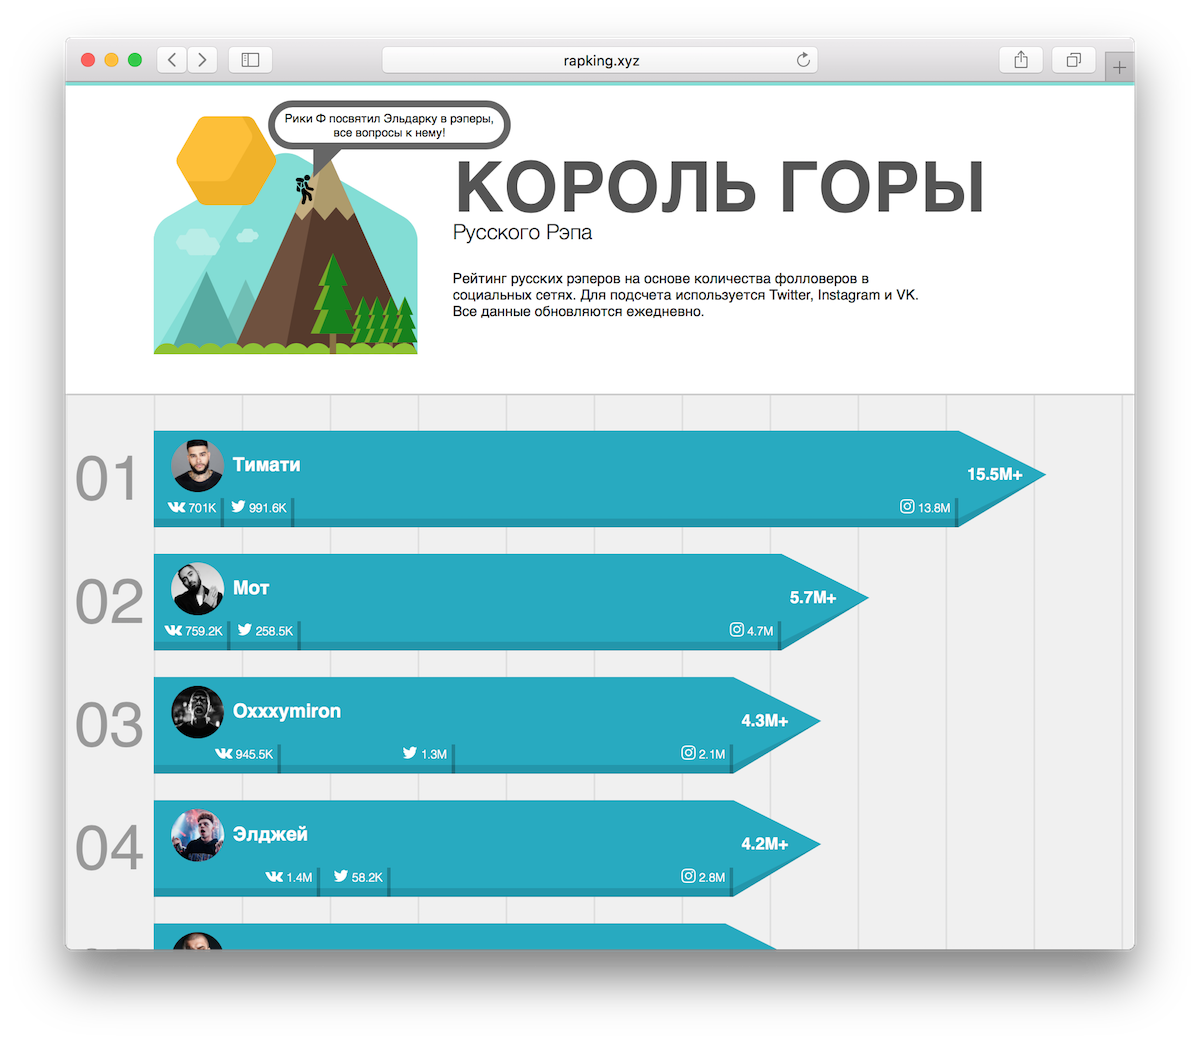 rapking.xyz
Рики Ф посвятил Эльдарку в рэперы,
все вопросы к нему!
КОРОЛЬ ГОРЫ
Русского Рэпа
Рейтинг русских рэперов на основе количества фолловеров в
социальных сетях. Для подсчета используется Twitter, Instagram и VK.
Все данные обновляются ежедневно.
01
Тимати
15.5M+
701K
991.6K
13.8M
02
Мот
5.7M+
759.2K
258.5K
4.7M
03
Oxxxymiron
4.3M+
945.5K
1.3M
2.1M
04
Элджей
4.2M+
1.4M
58.2K
2.8M